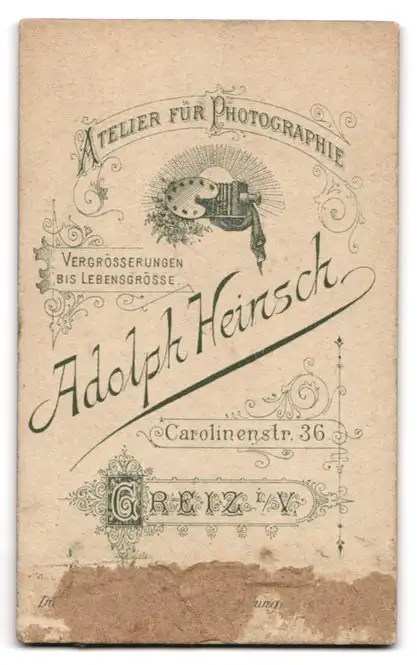 ATELIER FÜR PHOTOGRAPHIE
VERGRÖSSERUNGEN
BIS LEBENSGRÖSSE.
Adolph Heinsch
Carolinenstr. 36.
GREIZ i/V.